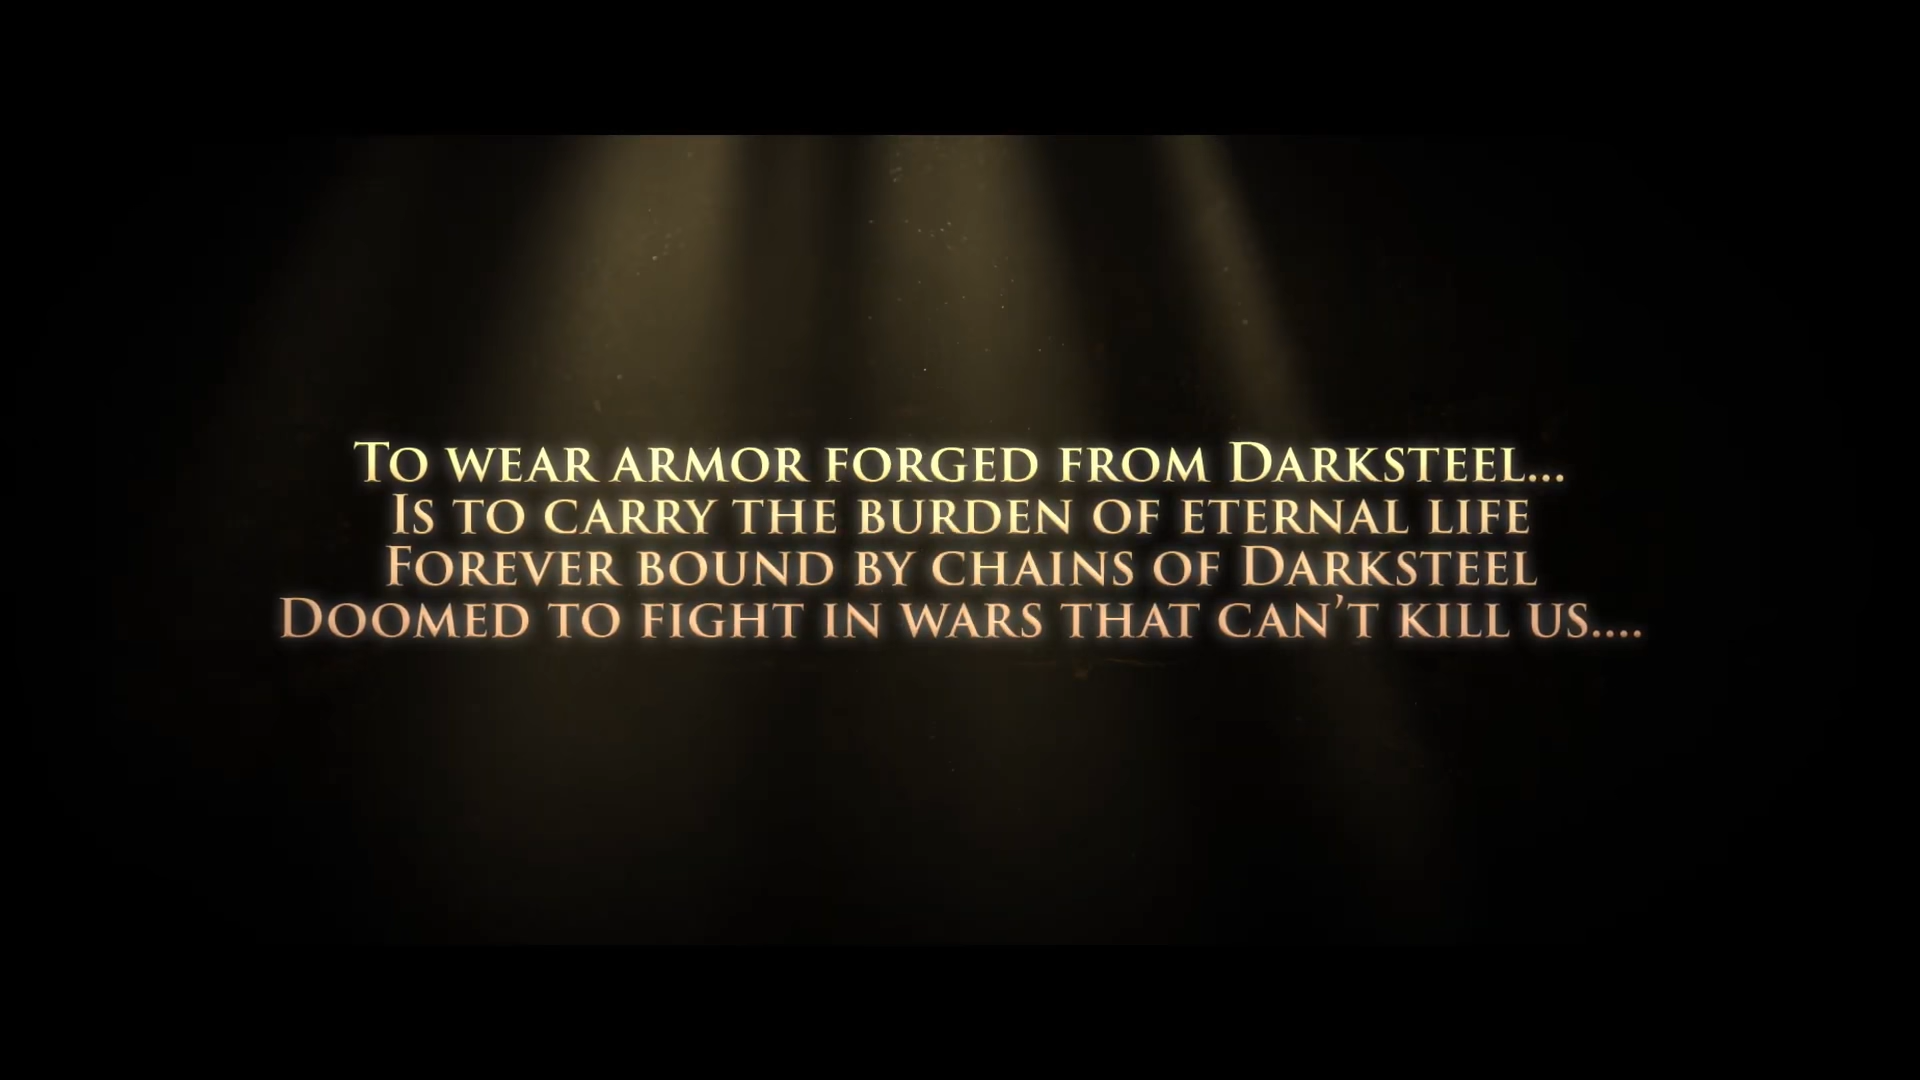 To wear armor forged from Darksteel...
Is to carry the burden of eternal life
Forever bound by chains of Darksteel
Doomed to fight in wars that can’t kill us....